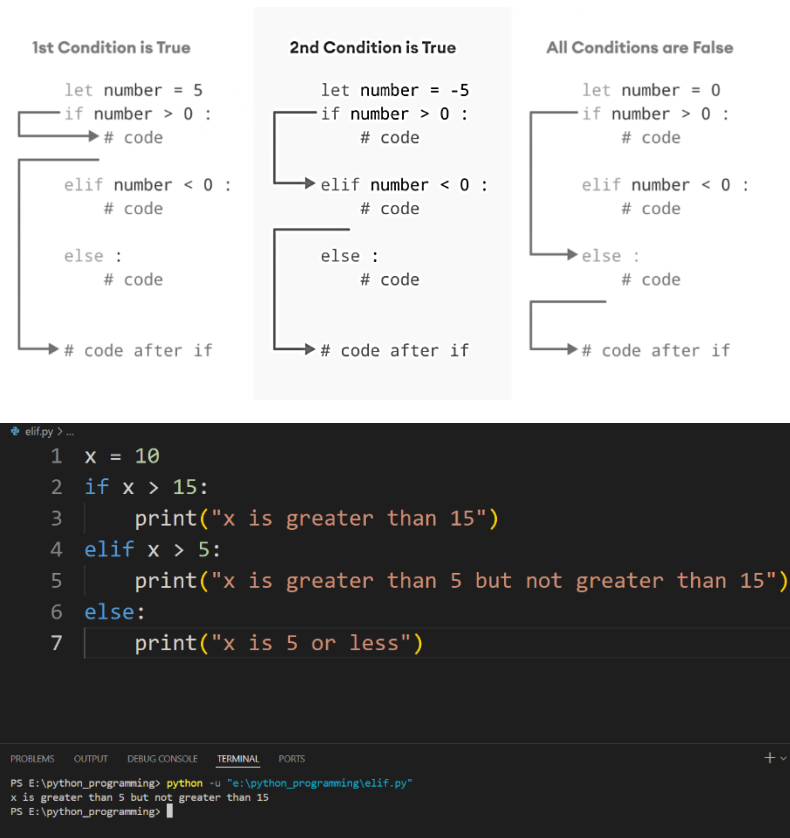 1st Condition is True
let number = 5
if number > 0 :
# code
elif number < 0 :
# code
else :
# code
# code after if
2nd Condition is True
let number = -5
if number > 0 :
# code
elif number < 0 :
# code
else :
# code
# code after if
All Conditions are False
let number = 0
if number > 0 :
# code
elif number < 0 :
# code
else :
# code
# code after if
elif.py > ...
1 x = 10
2 if x > 15:
3     print("x is greater than 15")
4 elif x > 5:
5     print("x is greater than 5 but not greater than 15")
6 else:
7     print("x is 5 or less")
PROBLEMS OUTPUT DEBUG CONSOLE TERMINAL PORTS
PS E:\python_programming> python -u "e:\python_programming\elif.py"
x is greater than 5 but not greater than 15
PS E:\python_programming>